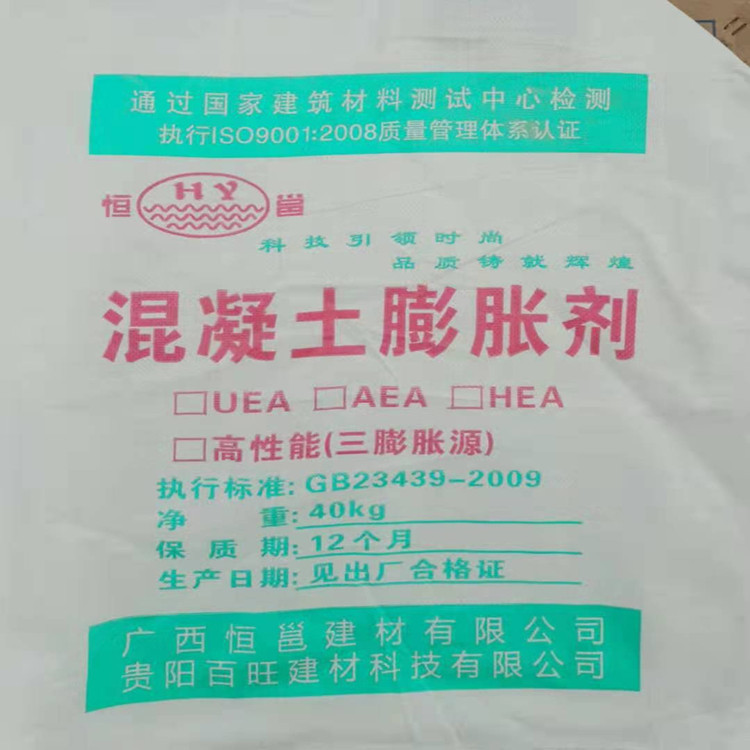 通过国家建筑材料测试中心检测
执行ISO9001:2008质量管理体系认证
恒 HY 邕
科技引领时尚
品质铸就辉煌
混凝土膨胀剂
□UEA □AEA □HEA
□高性能(三膨胀源)
执行标准: GB23439-2009
净 重: 40kg
保 质 期: 12个月
生产日期: 见出厂合格证
广西恒邕建材有限公司
贵阳百旺建材科技有限公司